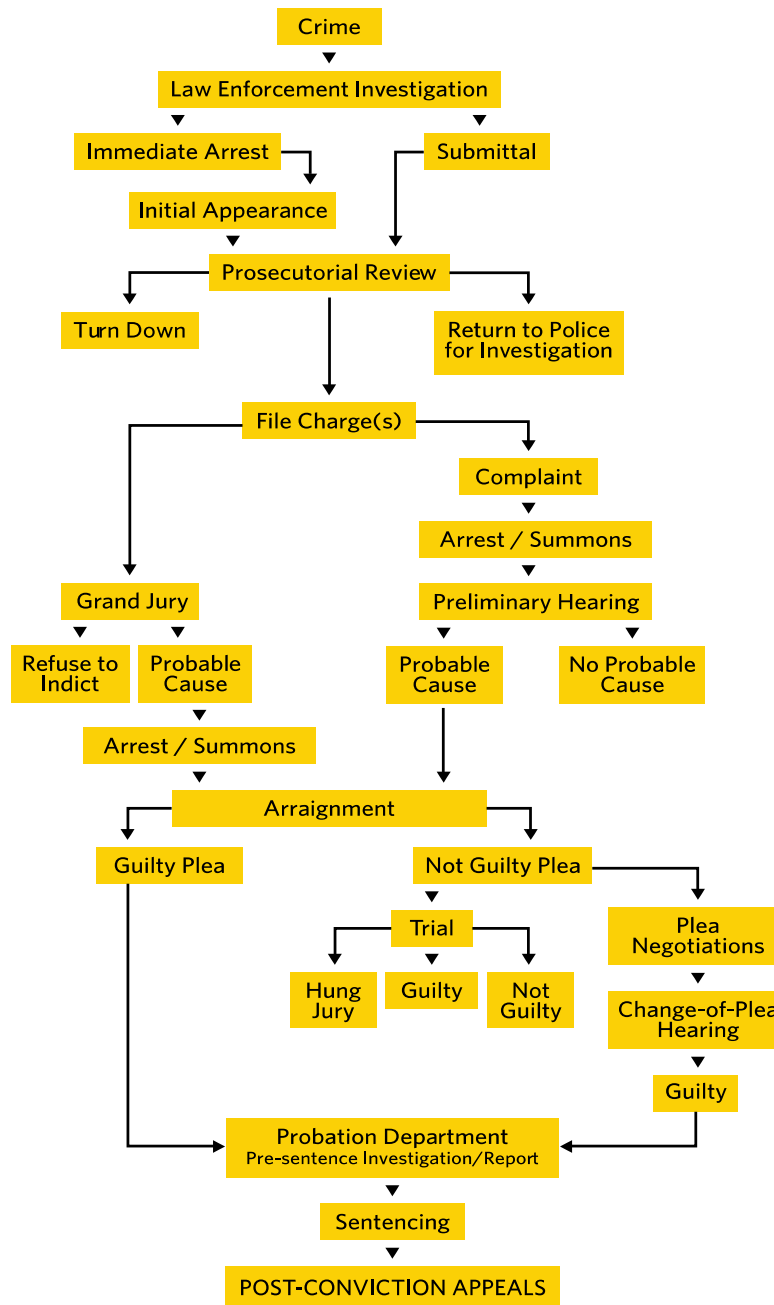 Crime
Law Enforcement Investigation
Immediate Arrest
Submittal
Initial Appearance
Prosecutorial Review
Turn Down
Return to Police
for Investigation
File Charge(s)
Complaint
Arrest / Summons
Grand Jury
Preliminary Hearing
Refuse to
Indict
Probable
Cause
Probable
Cause
No Probable
Cause
Arrest / Summons
Arraignment
Guilty Plea
Not Guilty Plea
Trial
Plea
Negotiations
Hung
Jury
Guilty
Not
Guilty
Change-of-Plea
Hearing
Guilty
Probation Department
Pre-sentence Investigation/Report
Sentencing
POST-CONVICTION APPEALS